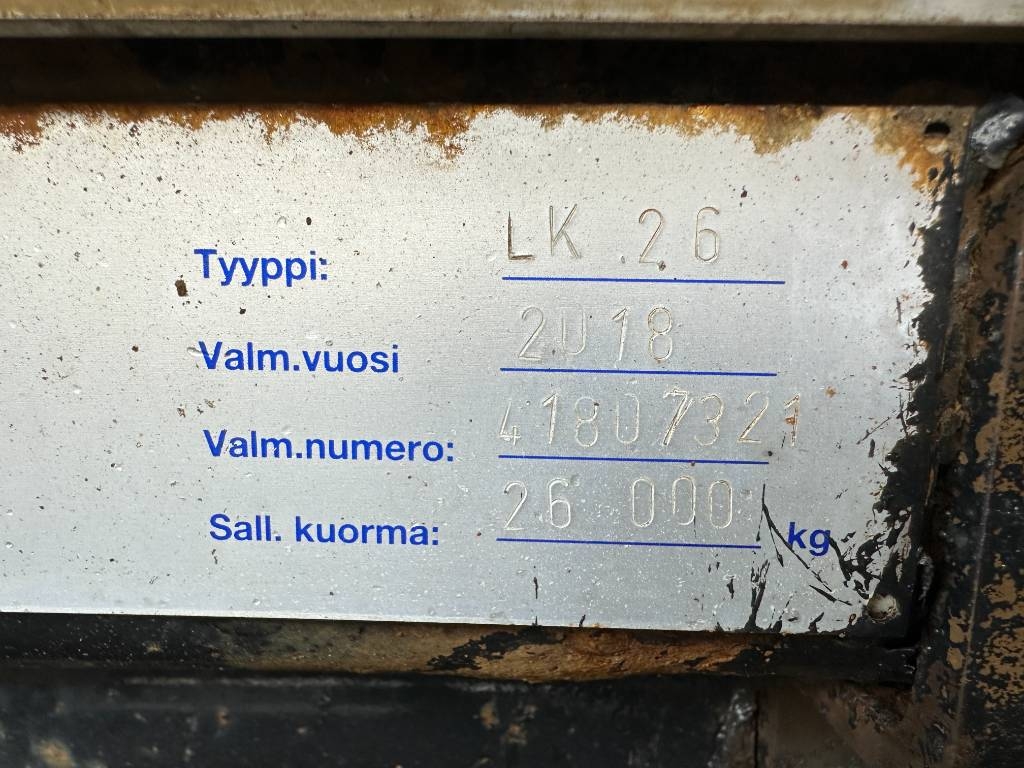 Tyyppi: LK 26
Valm.vuosi 2018
Valm.numero: 41807321
Sall. kuorma: 26 000 kg